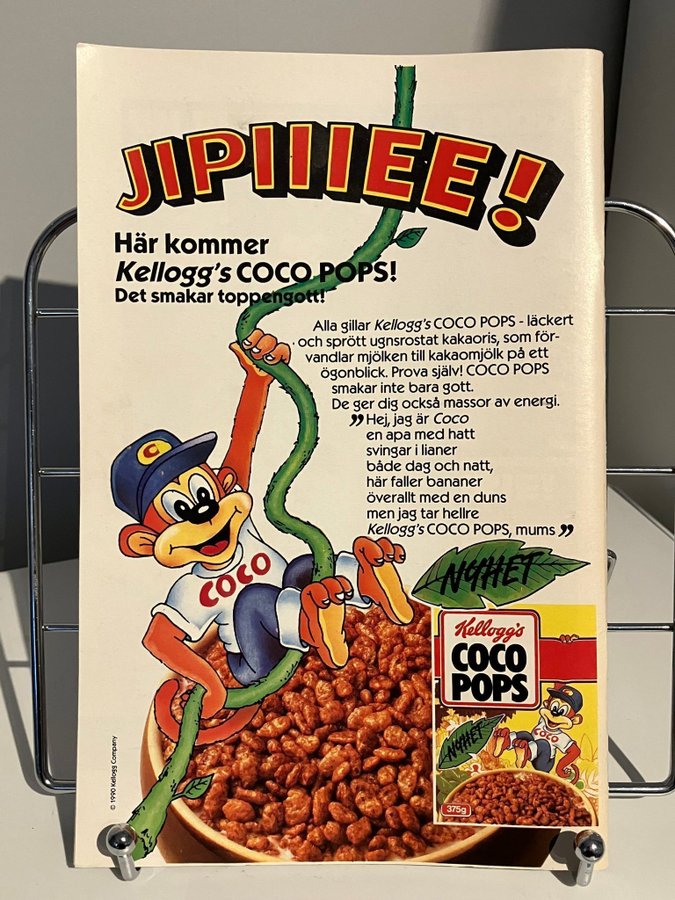 JIPIIIEE!
Här kommer
Kellogg's COCO POPS!
Det smakar toppengott!
Alla gillar Kellogg's COCO POPS - läckert
och sprött ugnsrostat kakaoris, som för-
vandlar mjölken till kakaomjölk på ett
ögonblick. Prova själv! COCO POPS
smakar inte bara gott.
De ger dig också massor av energi.
”Hej, jag är Coco
en apa med hatt
svingar i lianer
både dag och natt,
här faller bananer
överallt med en duns
men jag tar hellre
Kellogg's COCO POPS, mums”
C
COCO
NYHET
Kellogg's
COCO
POPS
COCO
NYHET
375g
© 1990 Kellogg Company